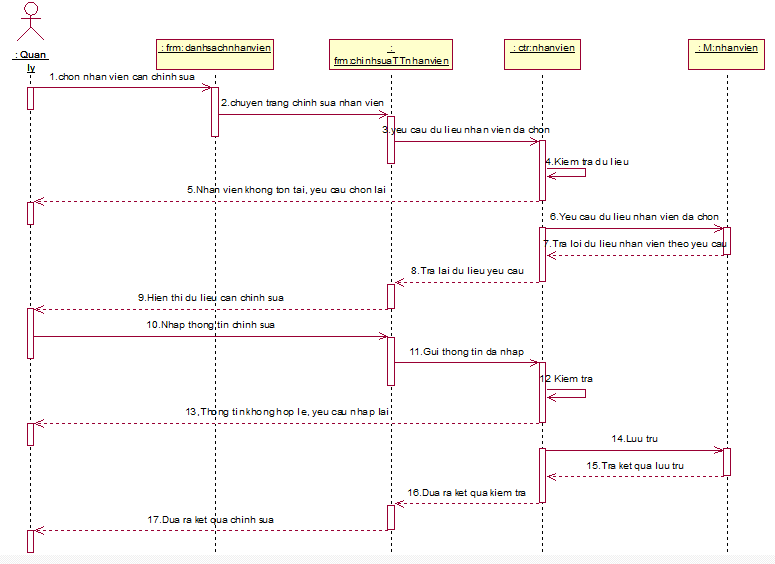 : Quan
ly
: frm:danhsachnhanvien
:
frm:chinhsuaTTnhanvien
: ctr:nhanvien
: M:nhanvien
1.chon nhan vien can chinh sua
2.chuyen trang chinh sua nhan vien
3.yeu cau du lieu nhan vien da chon
4.Kiem tra du lieu
5.Nhan vien khong ton tai, yeu cau chon lai
6.Yeu cau du lieu nhan vien da chon
7.Tra loi du lieu nhan vien theo yeu cau
8.Tra lai du lieu yeu cau
9.Hien thi du lieu can chinh sua
10.Nhap thong tin chinh sua
11.Gui thong tin da nhap
12 Kiem tra
13,Thong tin khong hop le, yeu cau nhap lai
14.Luu tru
15.Tra ket qua luu tru
16.Dua ra ket qua kiem tra
17.Dua ra ket qua chinh sua